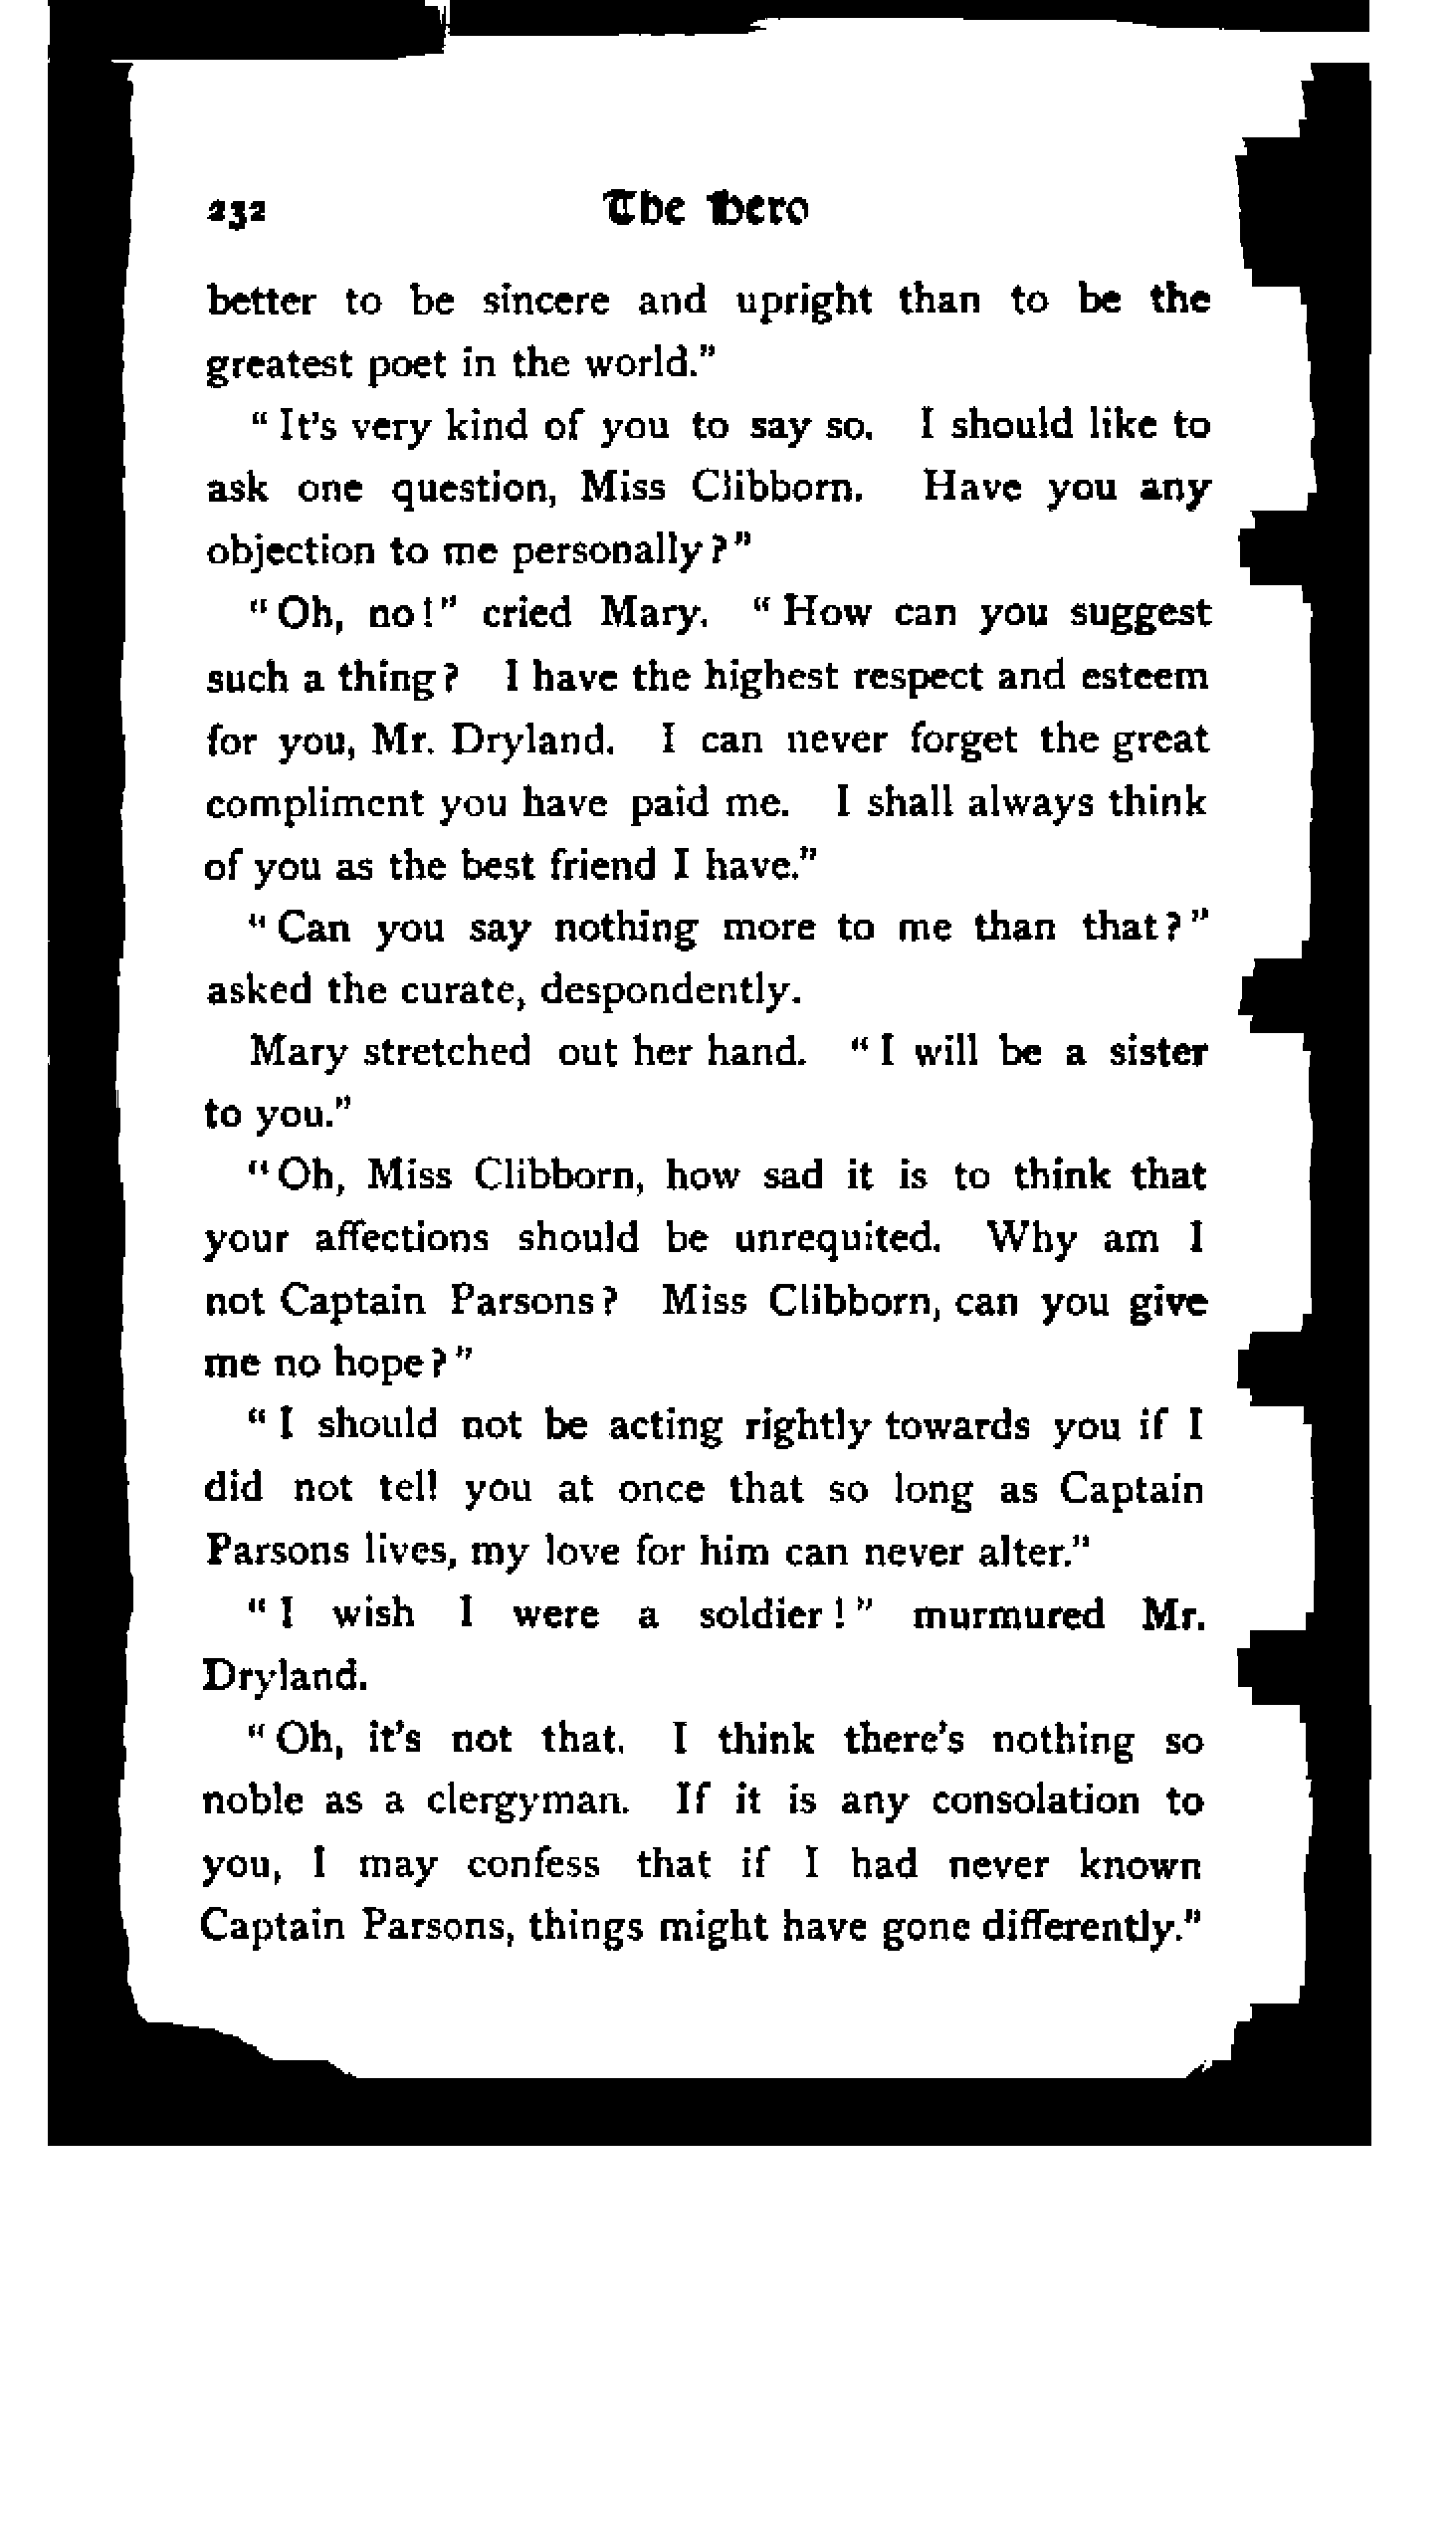 232 The Hero
better to be sincere and upright than to be the
greatest poet in the world."
"It's very kind of you to say so. I should like to
ask one question, Miss Clibborn. Have you any
objection to me personally?"
"Oh, no!" cried Mary. "How can you suggest
such a thing? I have the highest respect and esteem
for you, Mr. Dryland. I can never forget the great
compliment you have paid me. I shall always think
of you as the best friend I have."
"Can you say nothing more to me than that?"
asked the curate, despondently.
Mary stretched out her hand. "I will be a sister
to you."
"Oh, Miss Clibborn, how sad it is to think that
your affections should be unrequited. Why am I
not Captain Parsons? Miss Clibborn, can you give
me no hope?"
"I should not be acting rightly towards you if I
did not tell you at once that so long as Captain
Parsons lives, my love for him can never alter."
"I wish I were a soldier!" murmured Mr.
Dryland.
"Oh, it's not that. I think there's nothing so
noble as a clergyman. If it is any consolation to
you, I may confess that if I had never known
Captain Parsons, things might have gone differently."